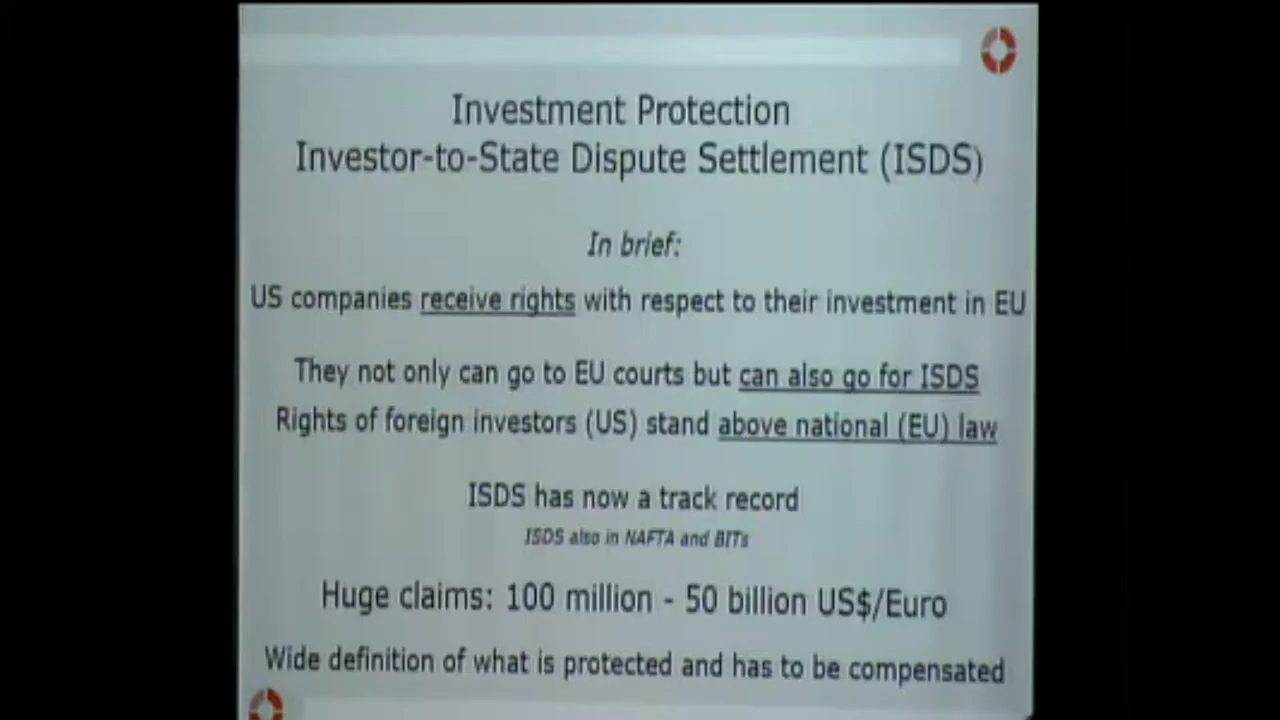 Investment Protection
Investor-to-State Dispute Settlement (ISDS)
In brief:
US companies receive rights with respect to their investment in EU
They not only can go to EU courts but can also go for ISDS
Rights of foreign investors (US) stand above national (EU) law
ISDS has now a track record
ISDS also in NAFTA and BITs
Huge claims: 100 million - 50 billion US$/Euro
Wide definition of what is protected and has to be compensated